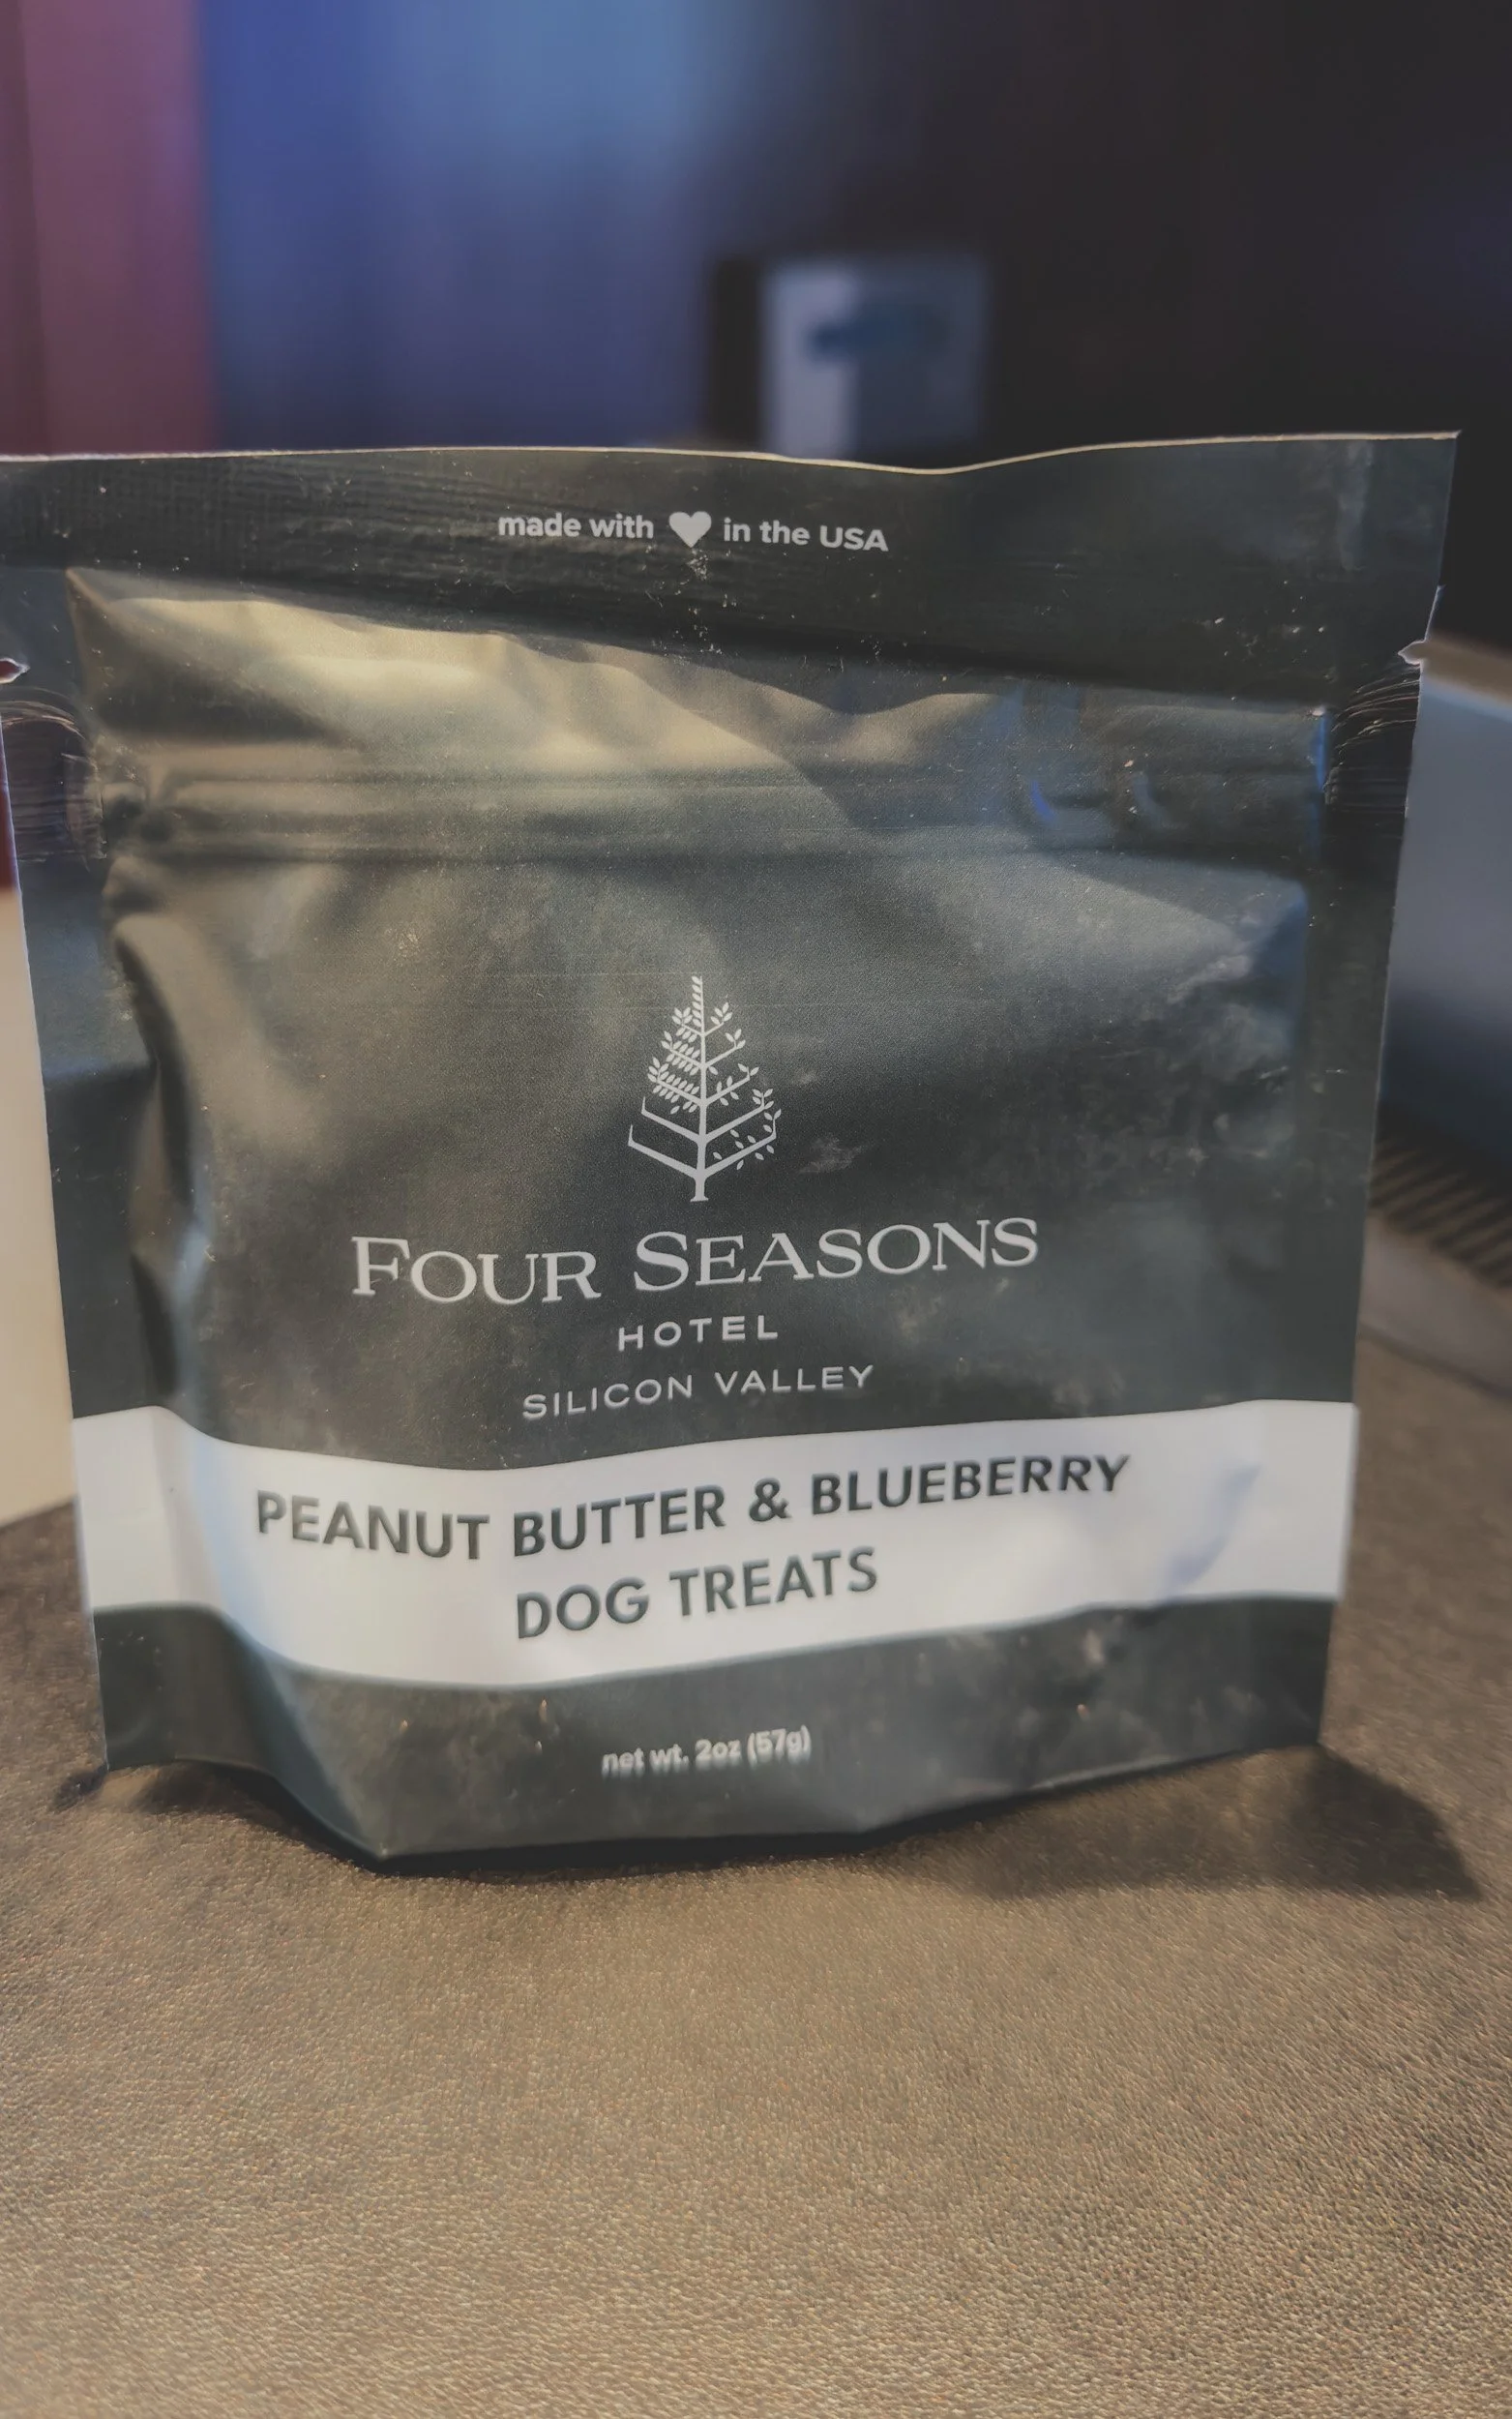 made with ♥ in the USA
FOUR SEASONS
HOTEL
SILICON VALLEY
PEANUT BUTTER & BLUEBERRY
DOG TREATS
net wt. 2oz (57g)